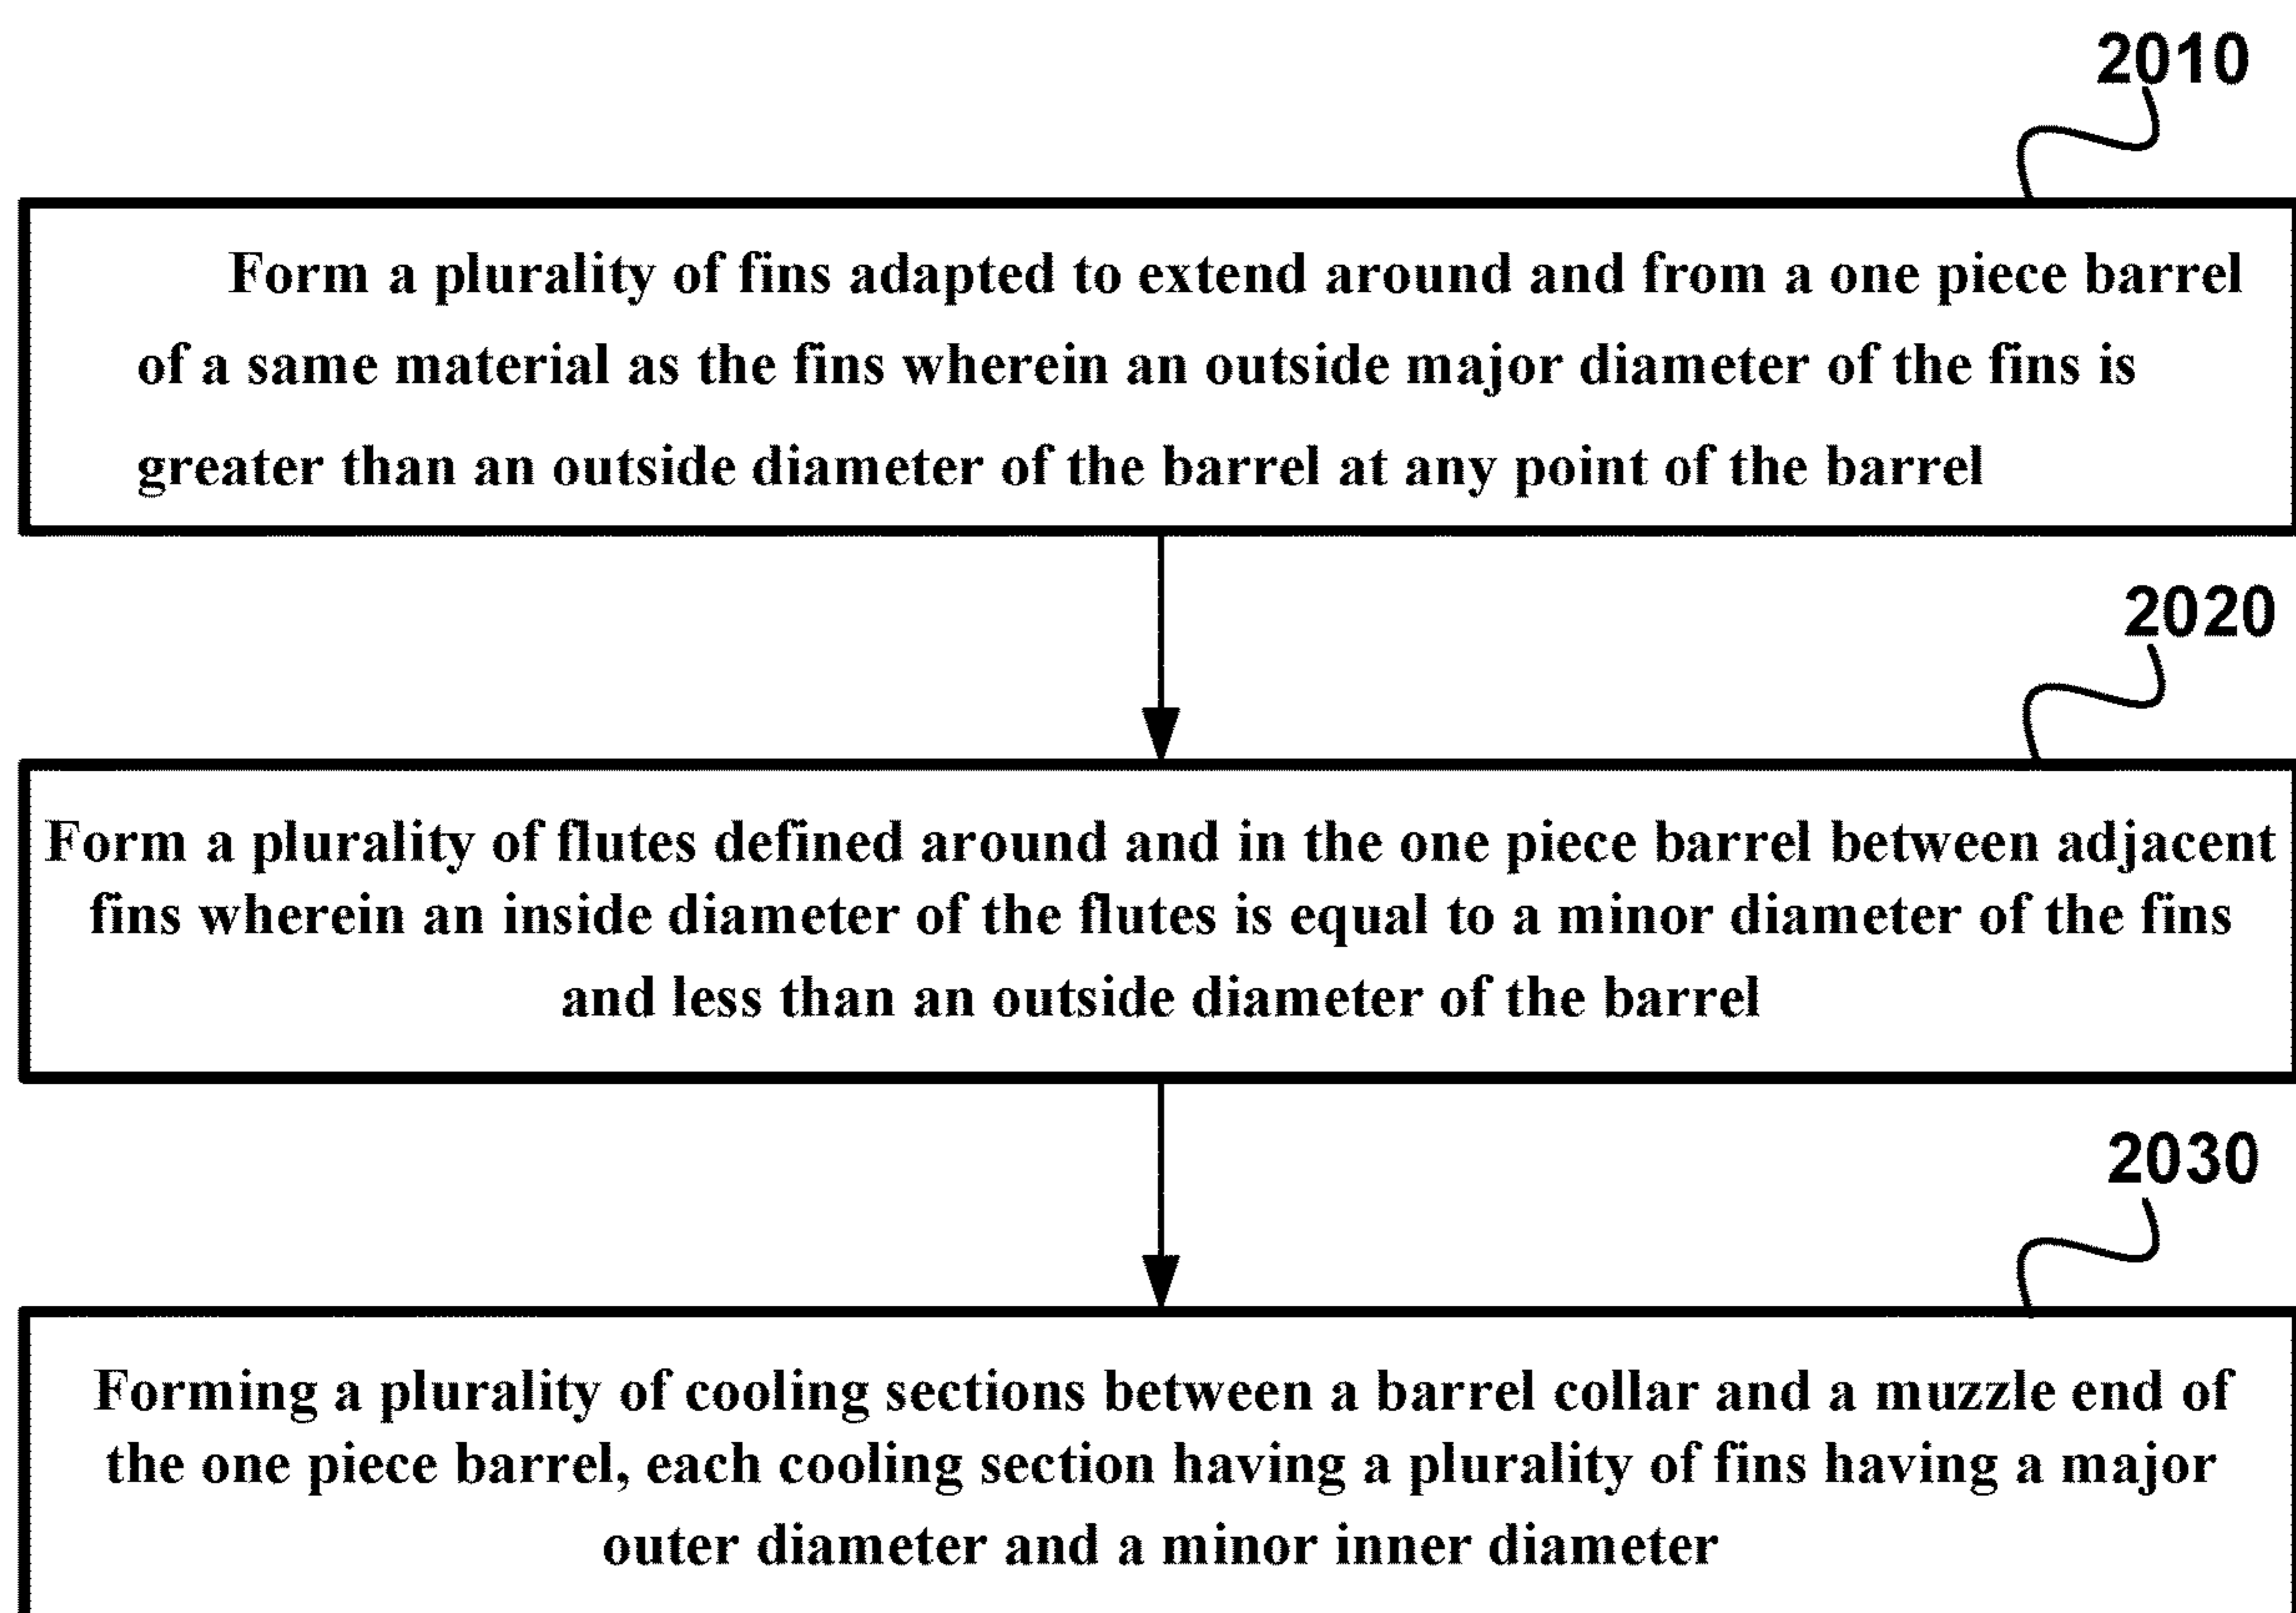 2010
Form a plurality of fins adapted to extend around and from a one piece barrel
of a same material as the fins wherein an outside major diameter of the fins is
greater than an outside diameter of the barrel at any point of the barrel
2020
Form a plurality of flutes defined around and in the one piece barrel between adjacent
fins wherein an inside diameter of the flutes is equal to a minor diameter of the fins
and less than an outside diameter of the barrel
2030
Forming a plurality of cooling sections between a barrel collar and a muzzle end of
the one piece barrel, each cooling section having a plurality of fins having a major
outer diameter and a minor inner diameter